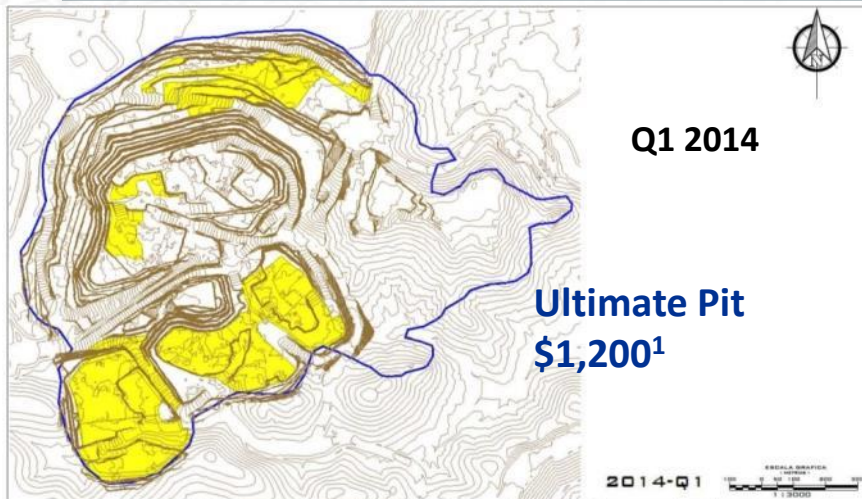 Q1 2014
Ultimate Pit
$1,200¹
2014-Q1
ESCALA GRAFICA
1:3000